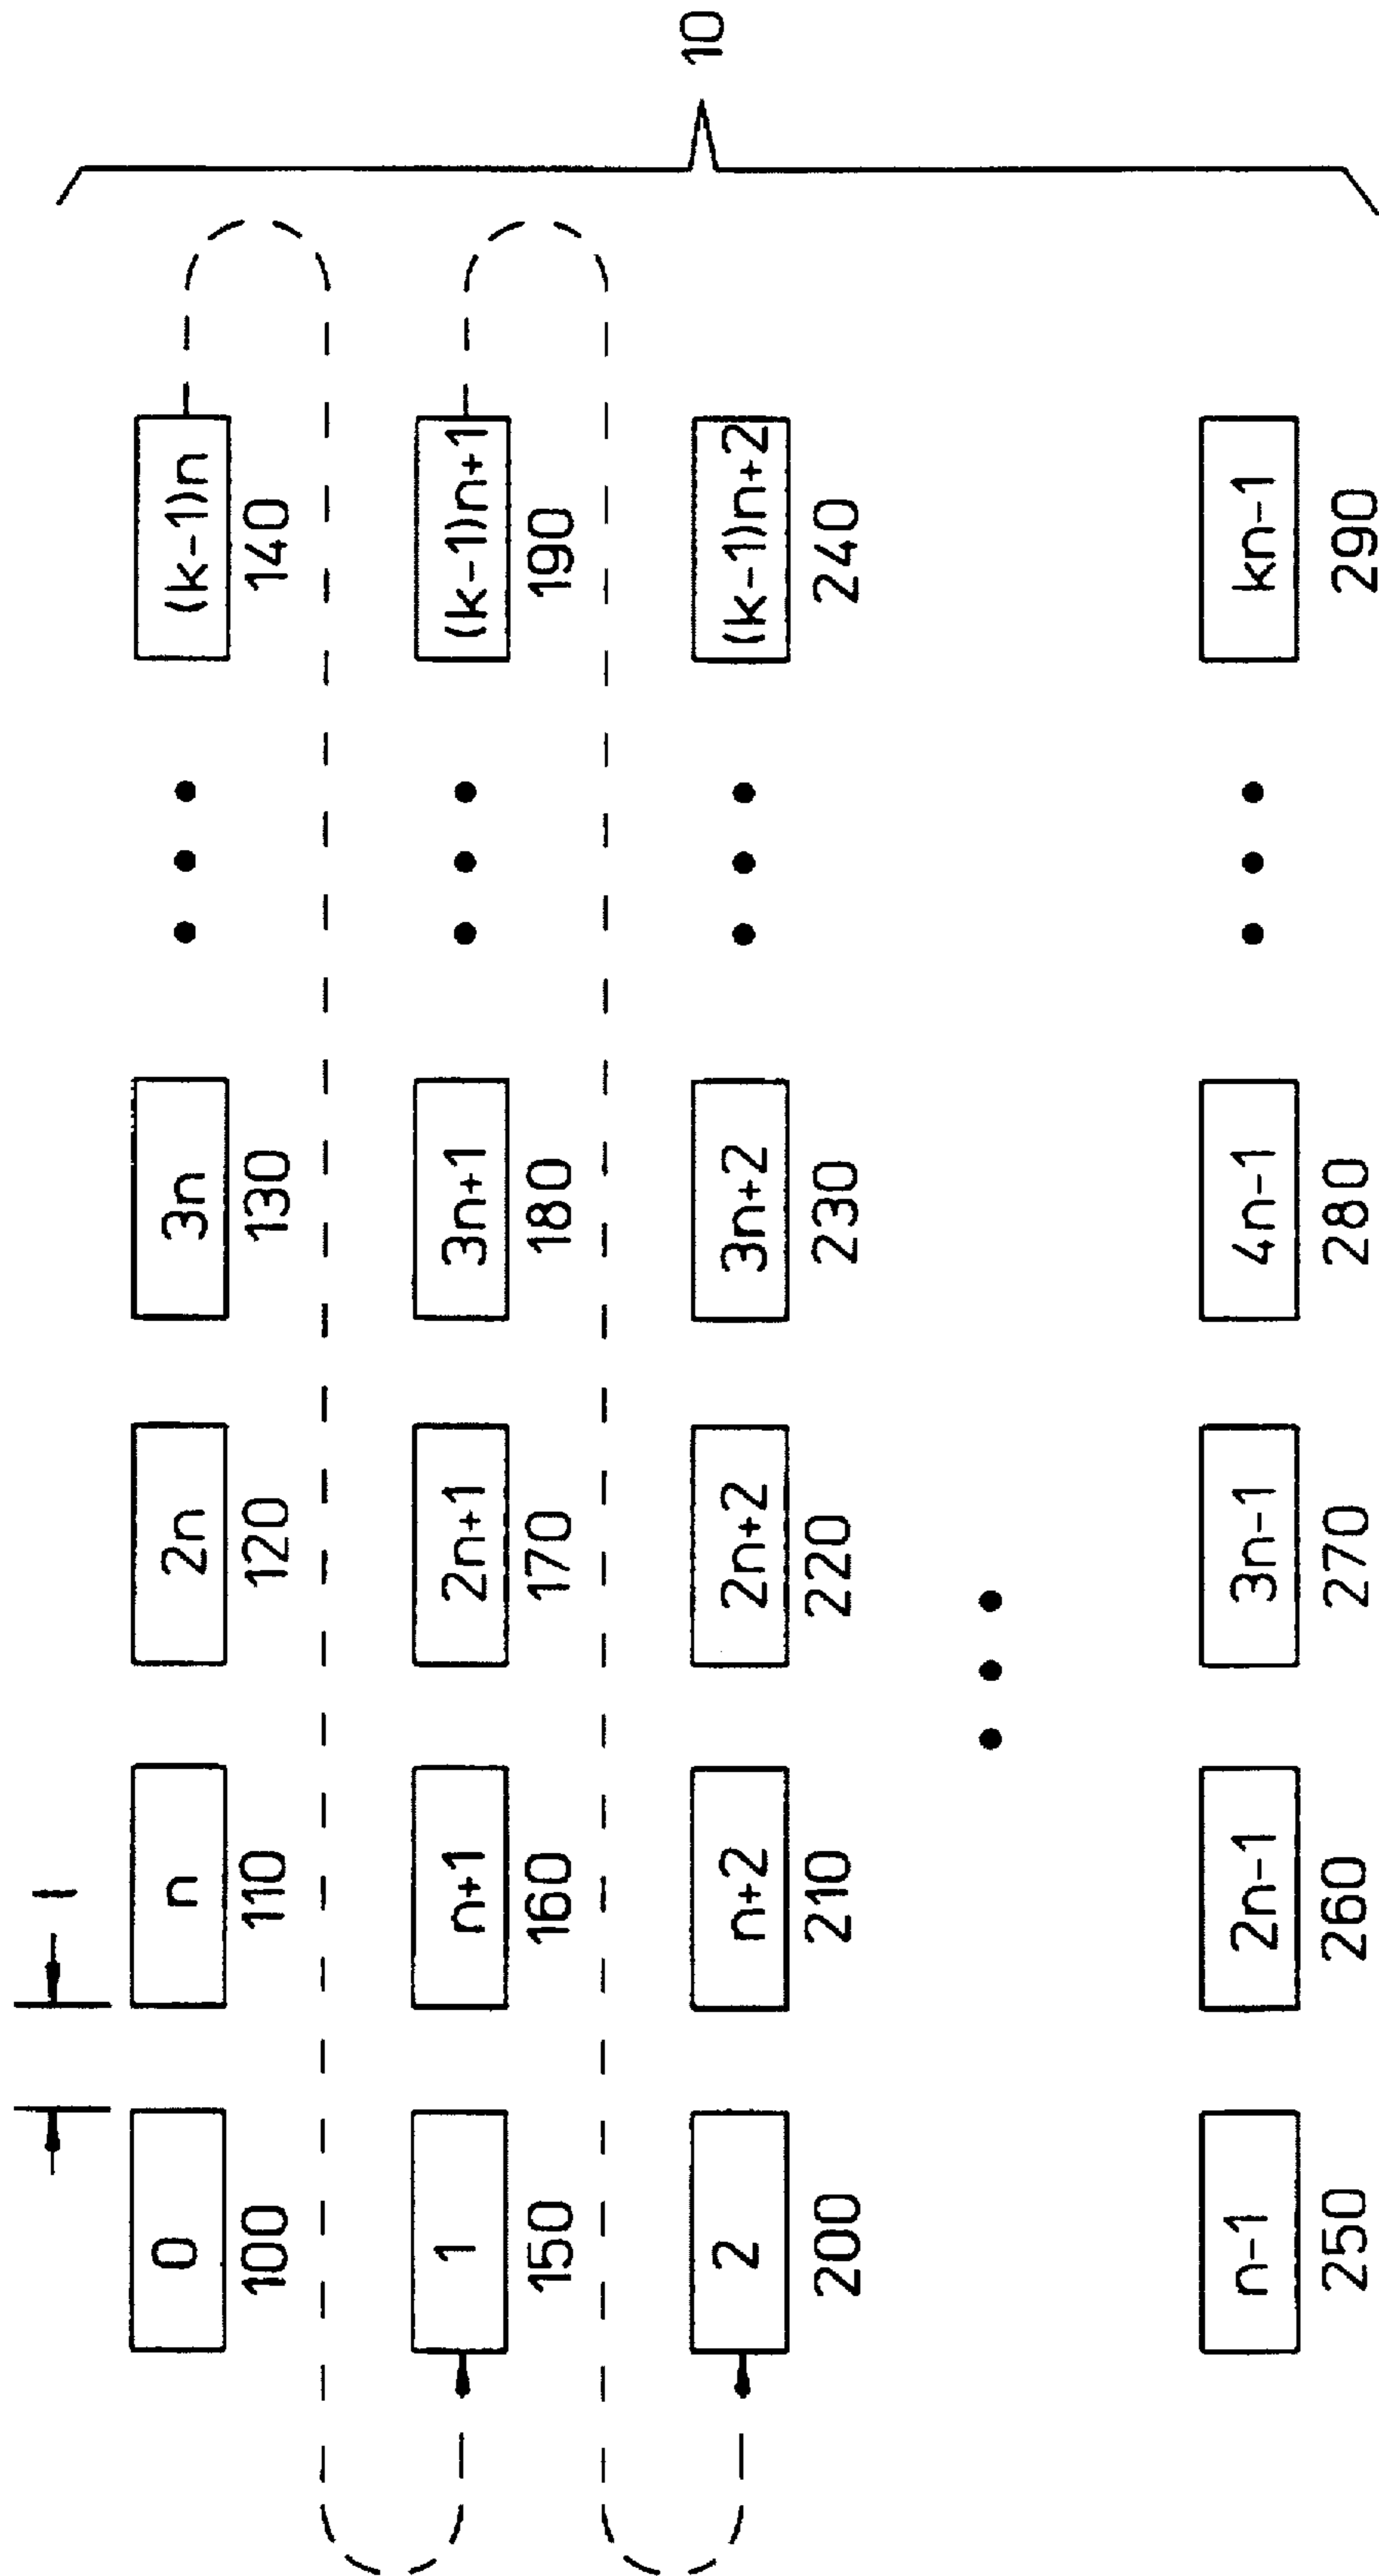 l
0 n 2n 3n • • • (k-1)n
100 110 120 130 140
1 n+1 2n+1 3n+1 • • • (k-1)n+1
150 160 170 180 190
10
2 n+2 2n+2 3n+2 • • • (k-1)n+2
200 210 220 230 240
• • •
n-1 2n-1 3n-1 4n-1 • • • kn-1
250 260 270 280 290